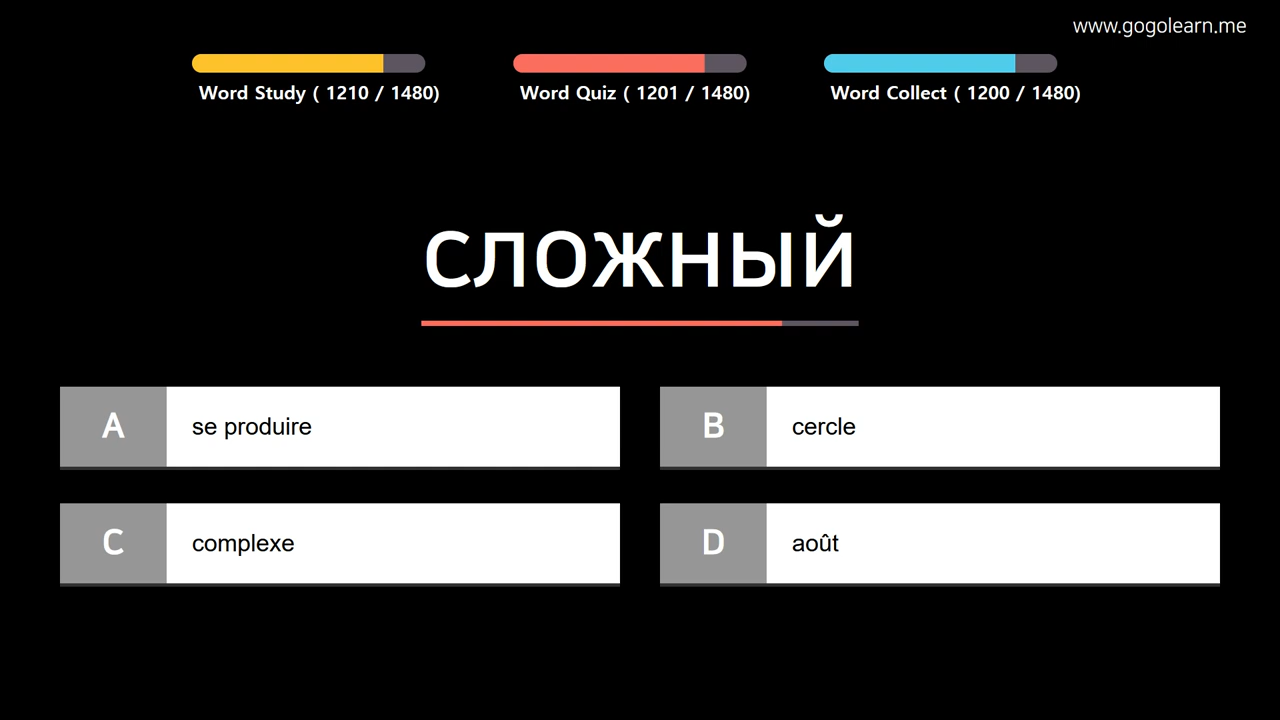 www.gogolearn.me
Word Study ( 1210 / 1480)
Word Quiz ( 1201 / 1480)
Word Collect ( 1200 / 1480)
сложный
A
se produire
B
cercle
C
complexe
D
août